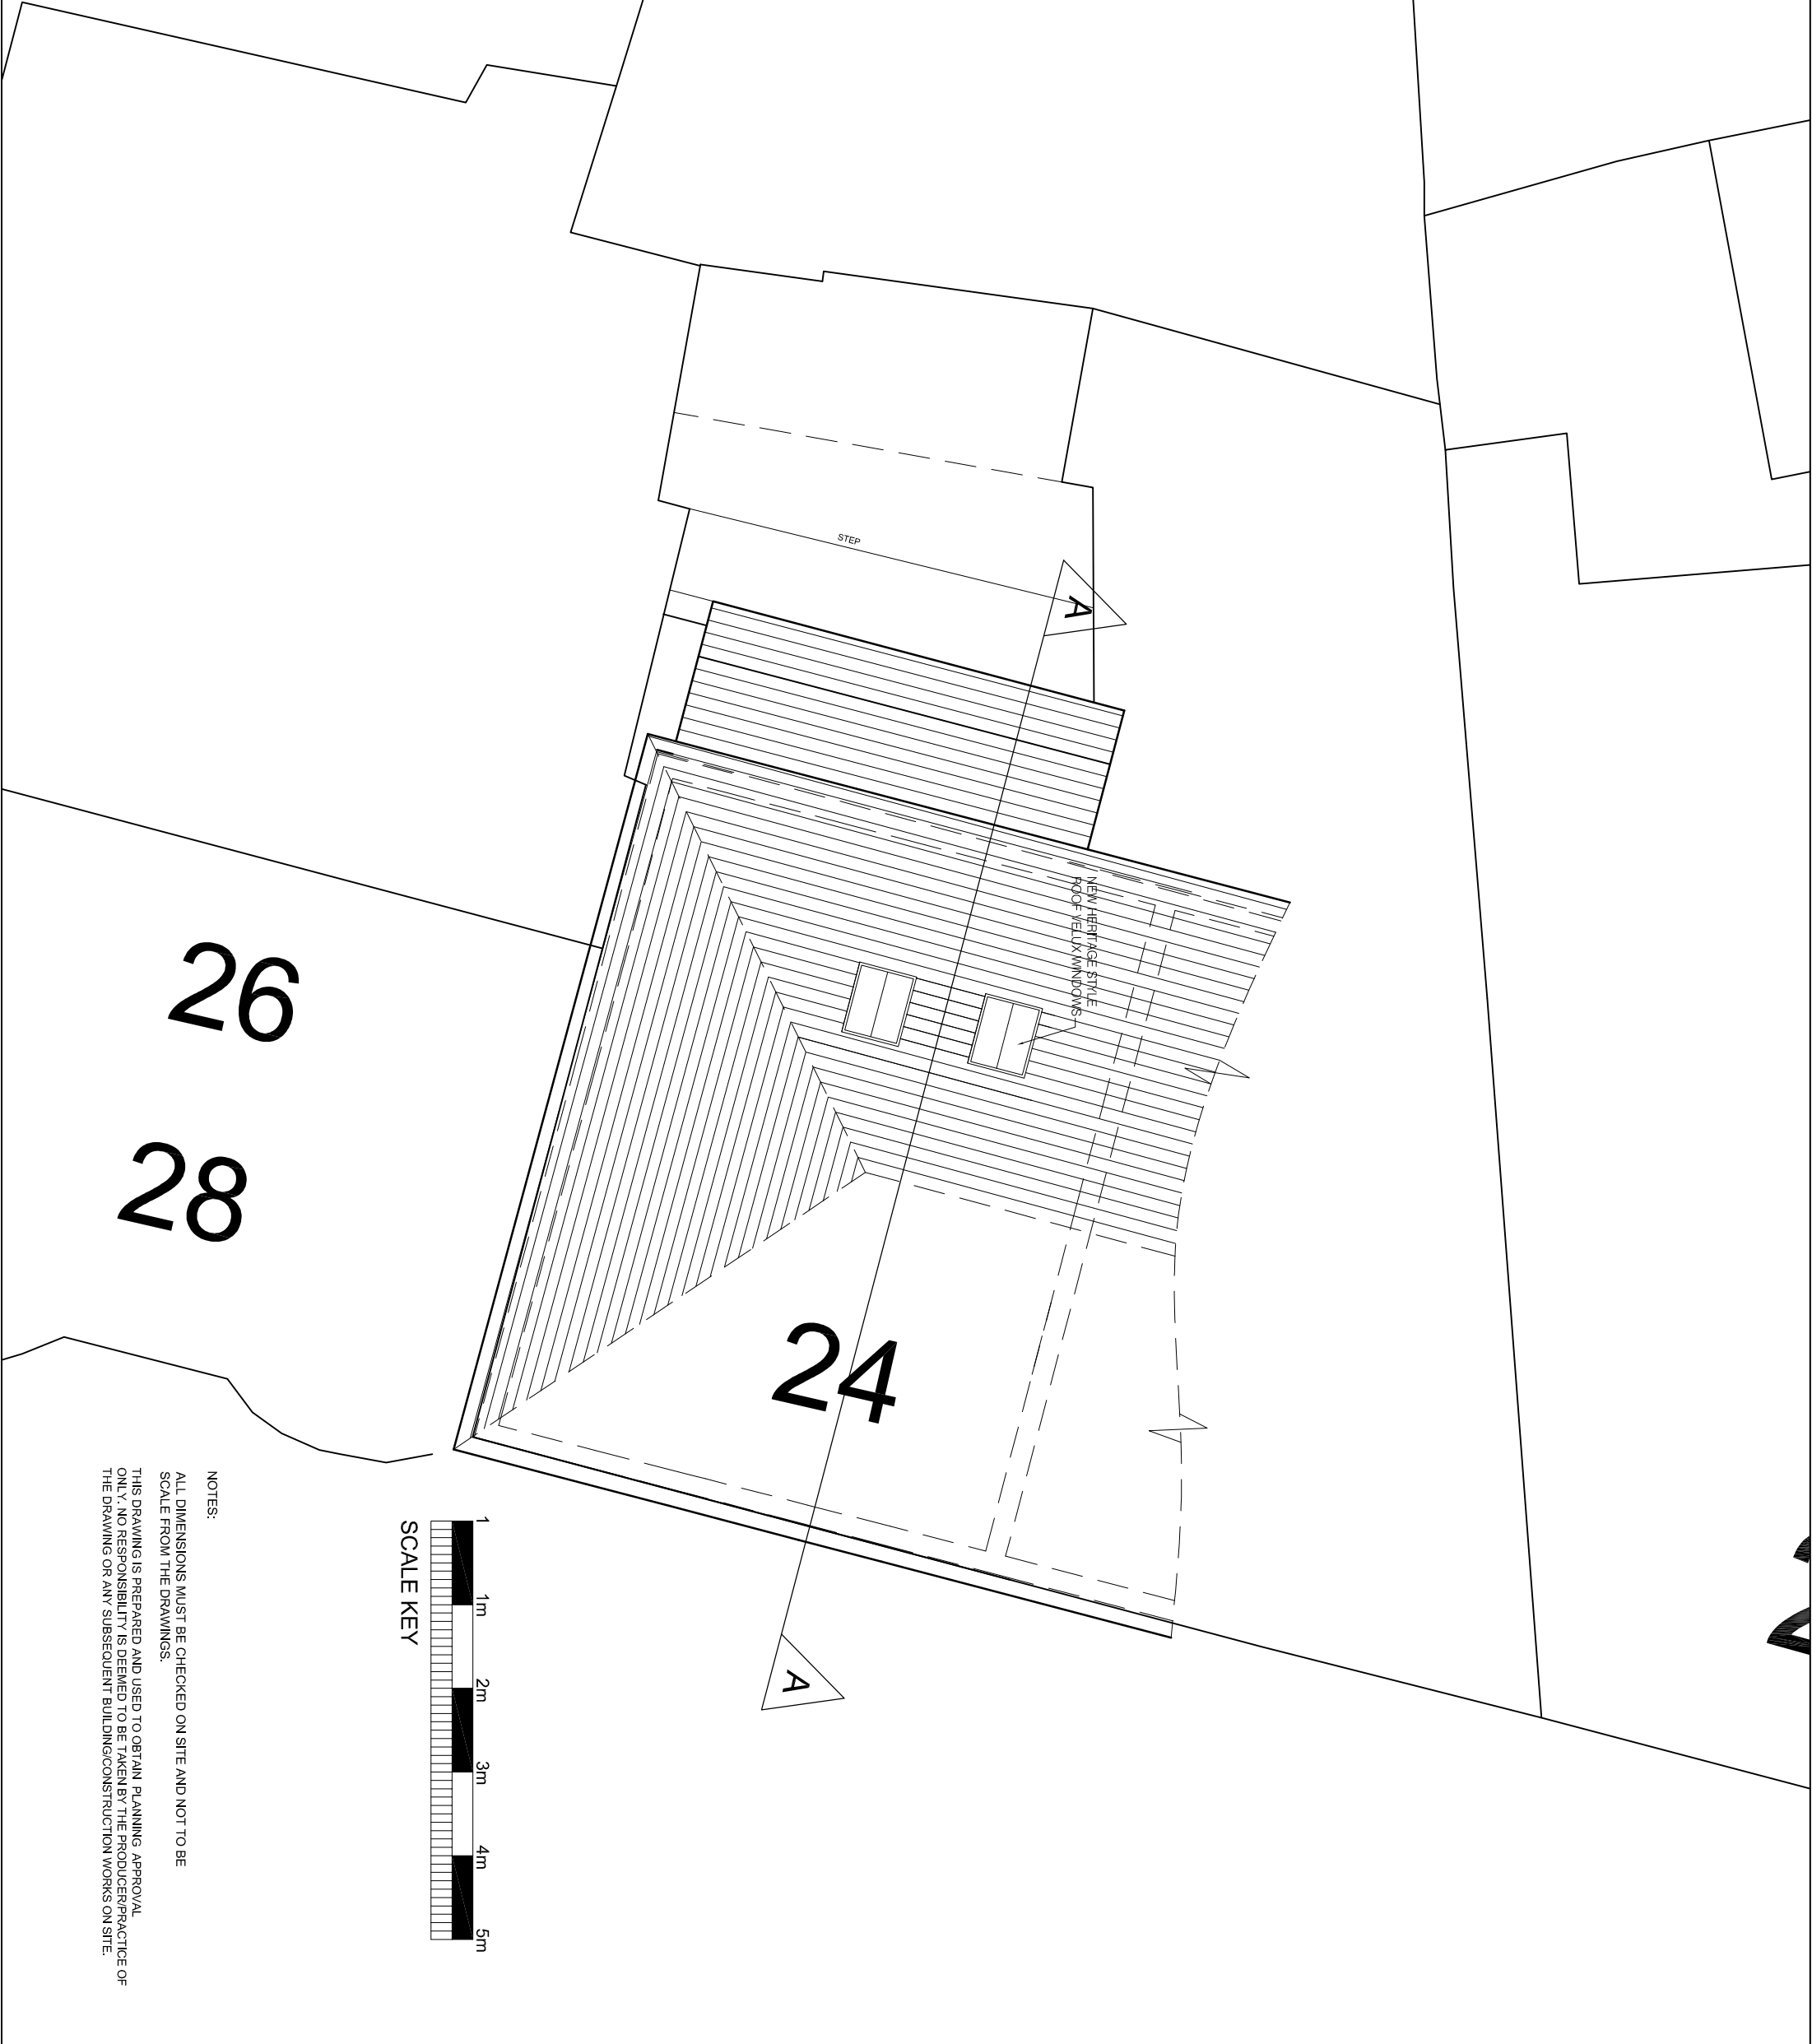 STEP
A
NEW HERITAGE STYLE
ROOF VELUX WINDOWS
26
28
24
A
1 1m 2m 3m 4m 5m
SCALE KEY
NOTES:
ALL DIMENSIONS MUST BE CHECKED ON SITE AND NOT TO BE
SCALE FROM THE DRAWINGS.
THIS DRAWING IS PREPARED AND USED TO OBTAIN PLANNING APPROVAL
ONLY. NO RESPONSIBILITY IS DEEMED TO BE TAKEN BY THE PRODUCER/PRACTICE OF
THE DRAWING OR ANY SUBSEQUENT BUILDING/CONSTRUCTION WORKS ON SITE.